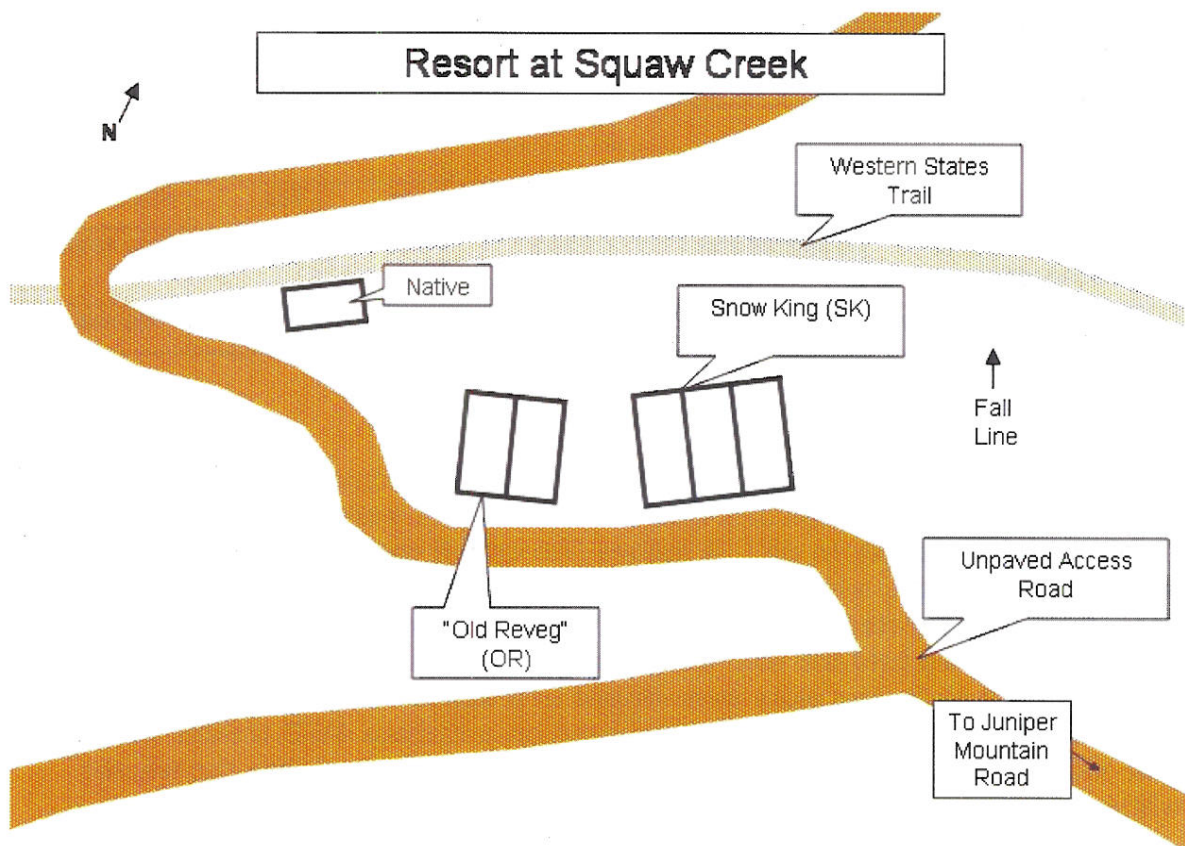 Resort at Squaw Creek
N
Western States
Trail
Native
Snow King (SK)
Fall
Line
Unpaved Access
Road
"Old Reveg"
(OR)
To Juniper
Mountain
Road